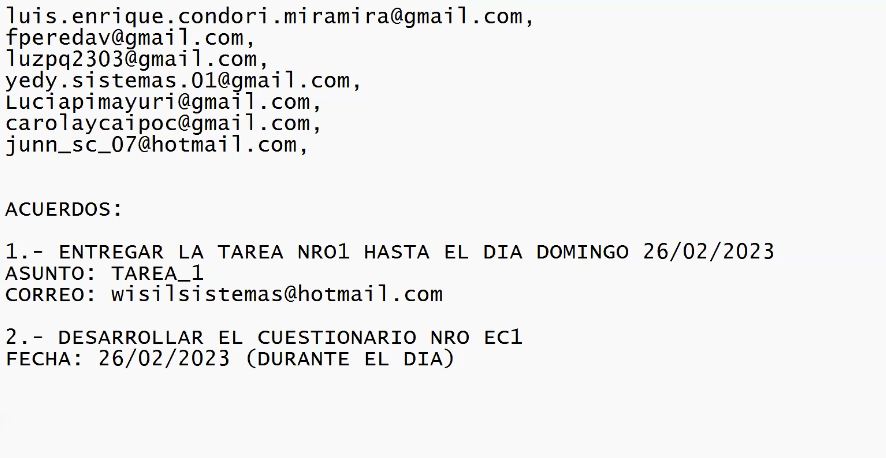 luis.enrique.condori.miramira@gmail.com,
fperedav@gmail.com,
luzpq2303@gmail.com,
yedy.sistemas.01@gmail.com,
Luciapimayuri@gmail.com,
carolaycaipoc@gmail.com,
junn_sc_07@hotmail.com,
ACUERDOS:
1.- ENTREGAR LA TAREA NRO1 HASTA EL DIA DOMINGO 26/02/2023
ASUNTO: TAREA_1
CORREO: wisilsistemas@hotmail.com
2.- DESARROLLAR EL CUESTIONARIO NRO EC1
FECHA: 26/02/2023 (DURANTE EL DIA)